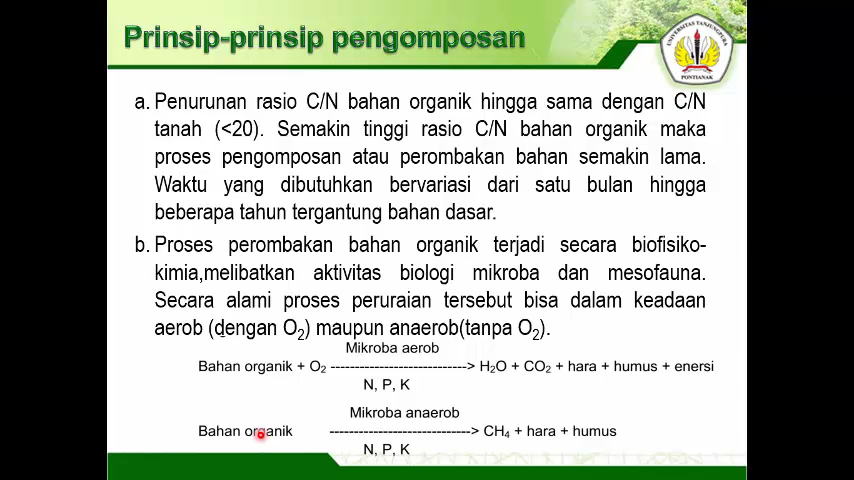 Prinsip-prinsip pengomposan
UNIVERSITAS TANJUNGPURA
PONTIANAK
a. Penurunan rasio C/N bahan organik hingga sama dengan C/N
tanah (<20). Semakin tinggi rasio C/N bahan organik maka
proses pengomposan atau perombakan bahan semakin lama.
Waktu yang dibutuhkan bervariasi dari satu bulan hingga
beberapa tahun tergantung bahan dasar.
b. Proses perombakan bahan organik terjadi secara biofisiko-
kimia,melibatkan aktivitas biologi mikroba dan mesofauna.
Secara alami proses peruraian tersebut bisa dalam keadaan
aerob (dengan O₂) maupun anaerob(tanpa O₂).
Mikroba aerob
Bahan organik + O₂ ----------------------------> H₂O + CO₂ + hara + humus + enersi
N, P, K
Mikroba anaerob
Bahan organik ----------------------------> CH₄ + hara + humus
N, P, K